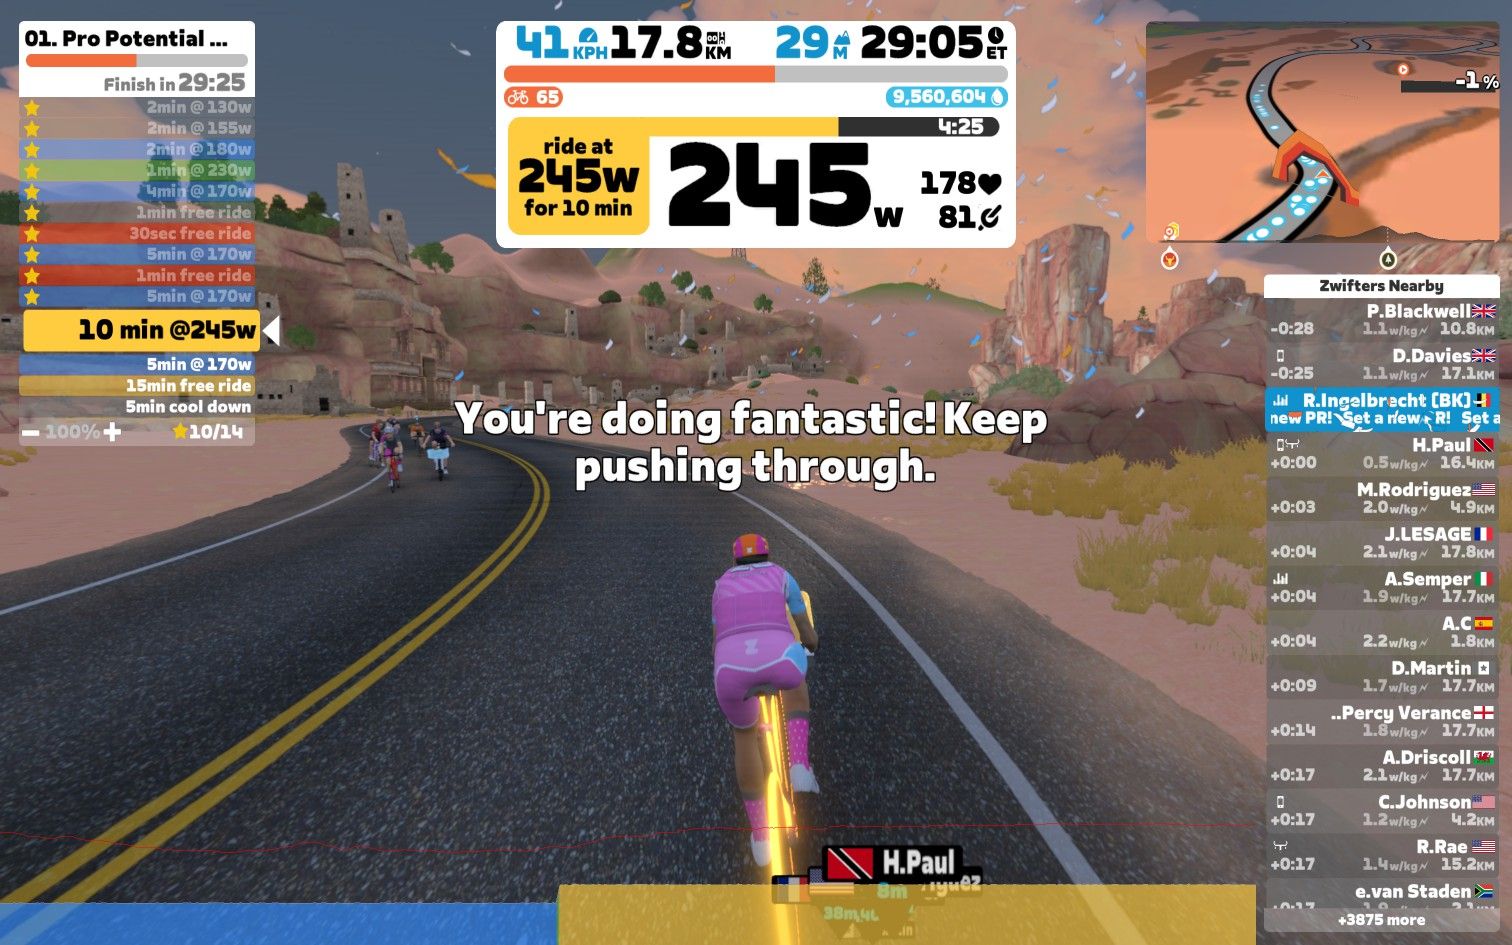 01. Pro Potential ...
Finish in 29:25
2min @ 130w
2min @ 155w
2min @ 180w
1min @ 230w
4min @ 170w
1min free ride
30sec free ride
5min @ 170w
1min free ride
5min @ 170w
10 min @245w
5min @ 170w
15min free ride
5min cool down
100%
10/14
41 KPH 17.8 KM 29 M 29:05 ET
65
9,560,604
4:25
ride at
245w
for 10 min
245 w
178
81
-1%
You're doing fantastic! Keep
pushing through.
Zwifters Nearby
P.Blackwell
-0:28 1.1w/kg 10.8KM
D.Davies
-0:25 1.1w/kg 17.1KM
R.Ingelbrecht (BK)
new PR! Set a new R! Set a
H.Paul
+0:00 0.5w/kg 16.4KM
M.Rodriguez
+0:03 2.0w/kg 4.9KM
J.LESAGE
+0:04 2.1w/kg 17.8KM
A.Semper
+0:04 1.9w/kg 17.7KM
A.C
+0:04 2.2w/kg 1.8KM
D.Martin
+0:09 1.7w/kg 17.7KM
..Percy Verance
+0:14 1.8w/kg 17.7KM
A.Driscoll
+0:17 2.1w/kg 17.7KM
C.Johnson
+0:17 1.2w/kg 4.2KM
R.Rae
+0:17 1.4w/kg 15.2KM
e.van Staden
+3875 more
H.Paul
8m